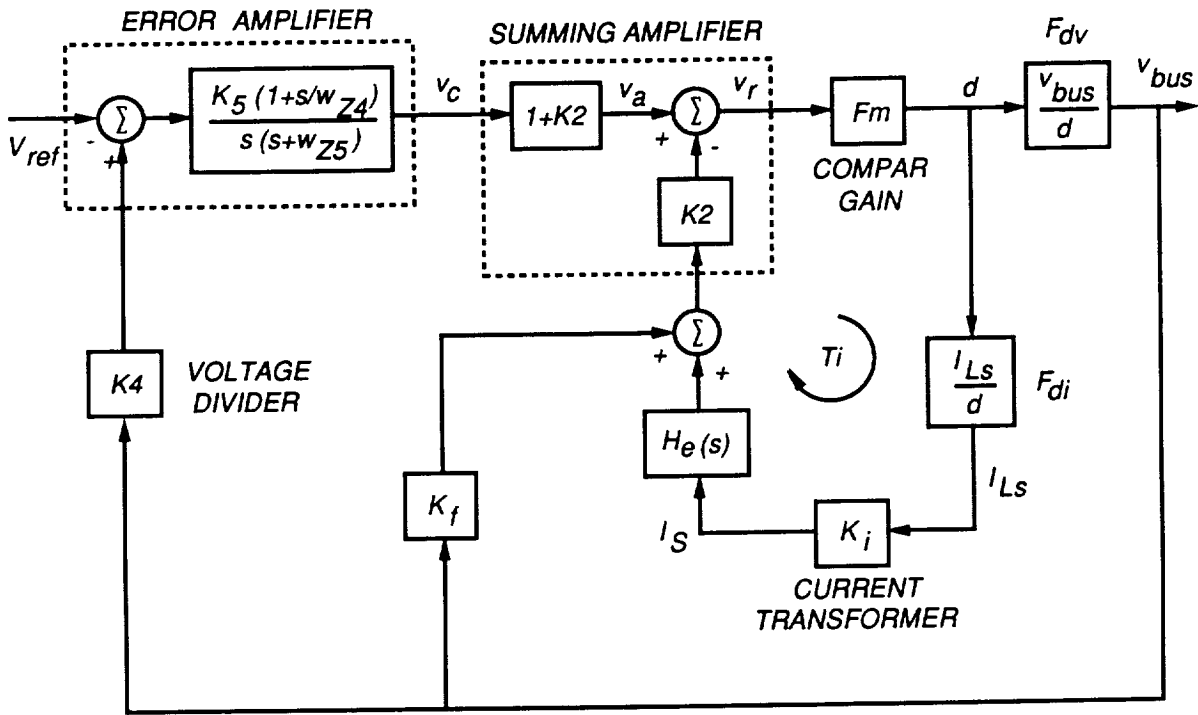 ERROR AMPLIFIER
SUMMING AMPLIFIER
F_dv
V_ref
-
+
Σ
K_5 (1+s/w_Z4)
s (s+w_Z5)
v_c
1+K2
v_a
Σ
+
-
v_r
Fm
COMPAR
GAIN
d
v_bus
d
v_bus
K2
Σ
+
+
Ti
I_Ls
d
F_di
K4
VOLTAGE
DIVIDER
H_e (s)
K_f
I_S
K_i
I_Ls
CURRENT
TRANSFORMER